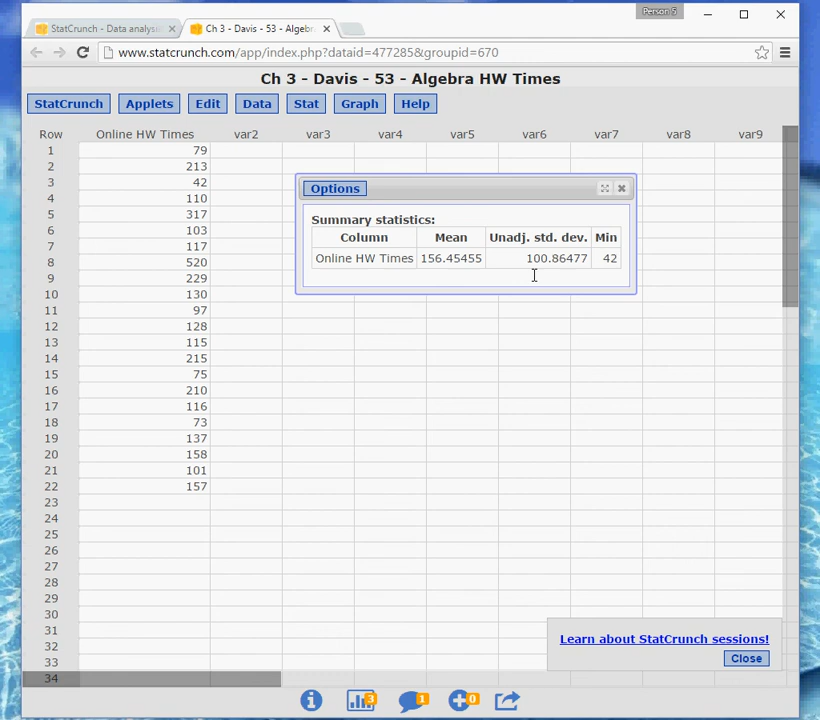 Person 5
StatCrunch - Data analysis
Ch 3 - Davis - 53 - Algebr
www.statcrunch.com/app/index.php?dataid=477285&groupid=670
Ch 3 - Davis - 53 - Algebra HW Times
StatCrunch Applets Edit Data Stat Graph Help
Row Online HW Times var2 var3 var4 var5 var6 var7 var8 var9
1 79
2 213
3 42
4 110
5 317
6 103
7 117
8 520
9 229
10 130
11 97
12 128
13 115
14 215
15 75
16 210
17 116
18 73
19 137
20 158
21 101
22 157
23
24
25
26
27
28
29
30
31
32
33
34
Options
Summary statistics:
Column Mean Unadj. std. dev. Min
Online HW Times 156.45455 100.86477 42
Learn about StatCrunch sessions!
Close
3 1 0